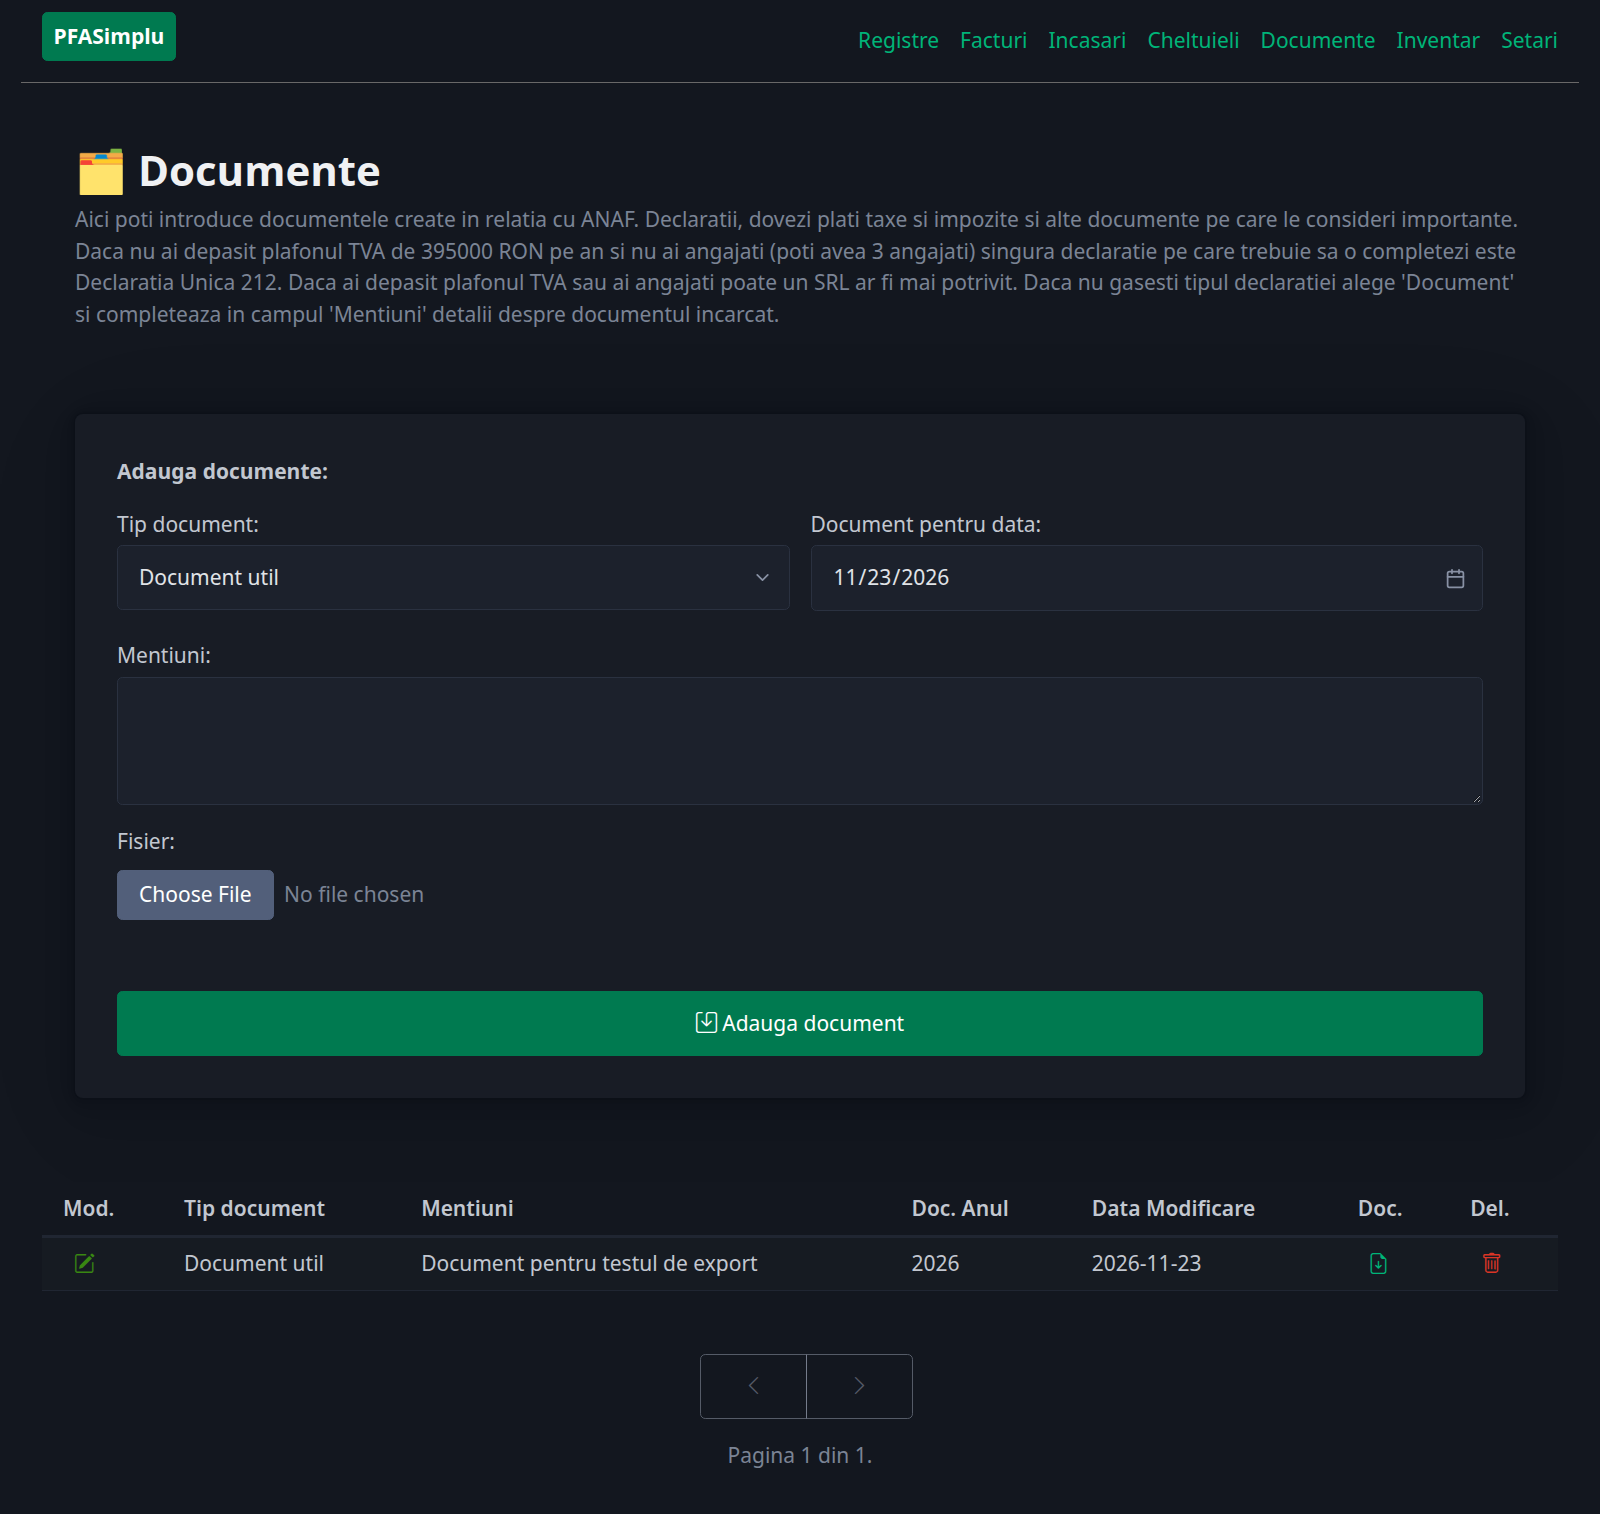 PFASimplu
Registre Facturi Incasari Cheltuieli Documente Inventar Setari
Documente
Aici poti introduce documentele create in relatia cu ANAF. Declaratii, dovezi plati taxe si impozite si alte documente pe care le consideri importante.
Daca nu ai depasit plafonul TVA de 395000 RON pe an si nu ai angajati (poti avea 3 angajati) singura declaratie pe care trebuie sa o completezi este
Declaratia Unica 212. Daca ai depasit plafonul TVA sau ai angajati poate un SRL ar fi mai potrivit. Daca nu gasesti tipul declaratiei alege 'Document'
si completeaza in campul 'Mentiuni' detalii despre documentul incarcat.
Adauga documente:
Tip document: Document pentru data:
Document util 11/23/2026
Mentiuni:
Fisier:
Choose File No file chosen
Adauga document
Mod. Tip document Mentiuni Doc. Anul Data Modificare Doc. Del.
Document util Document pentru testul de export 2026 2026-11-23
Pagina 1 din 1.